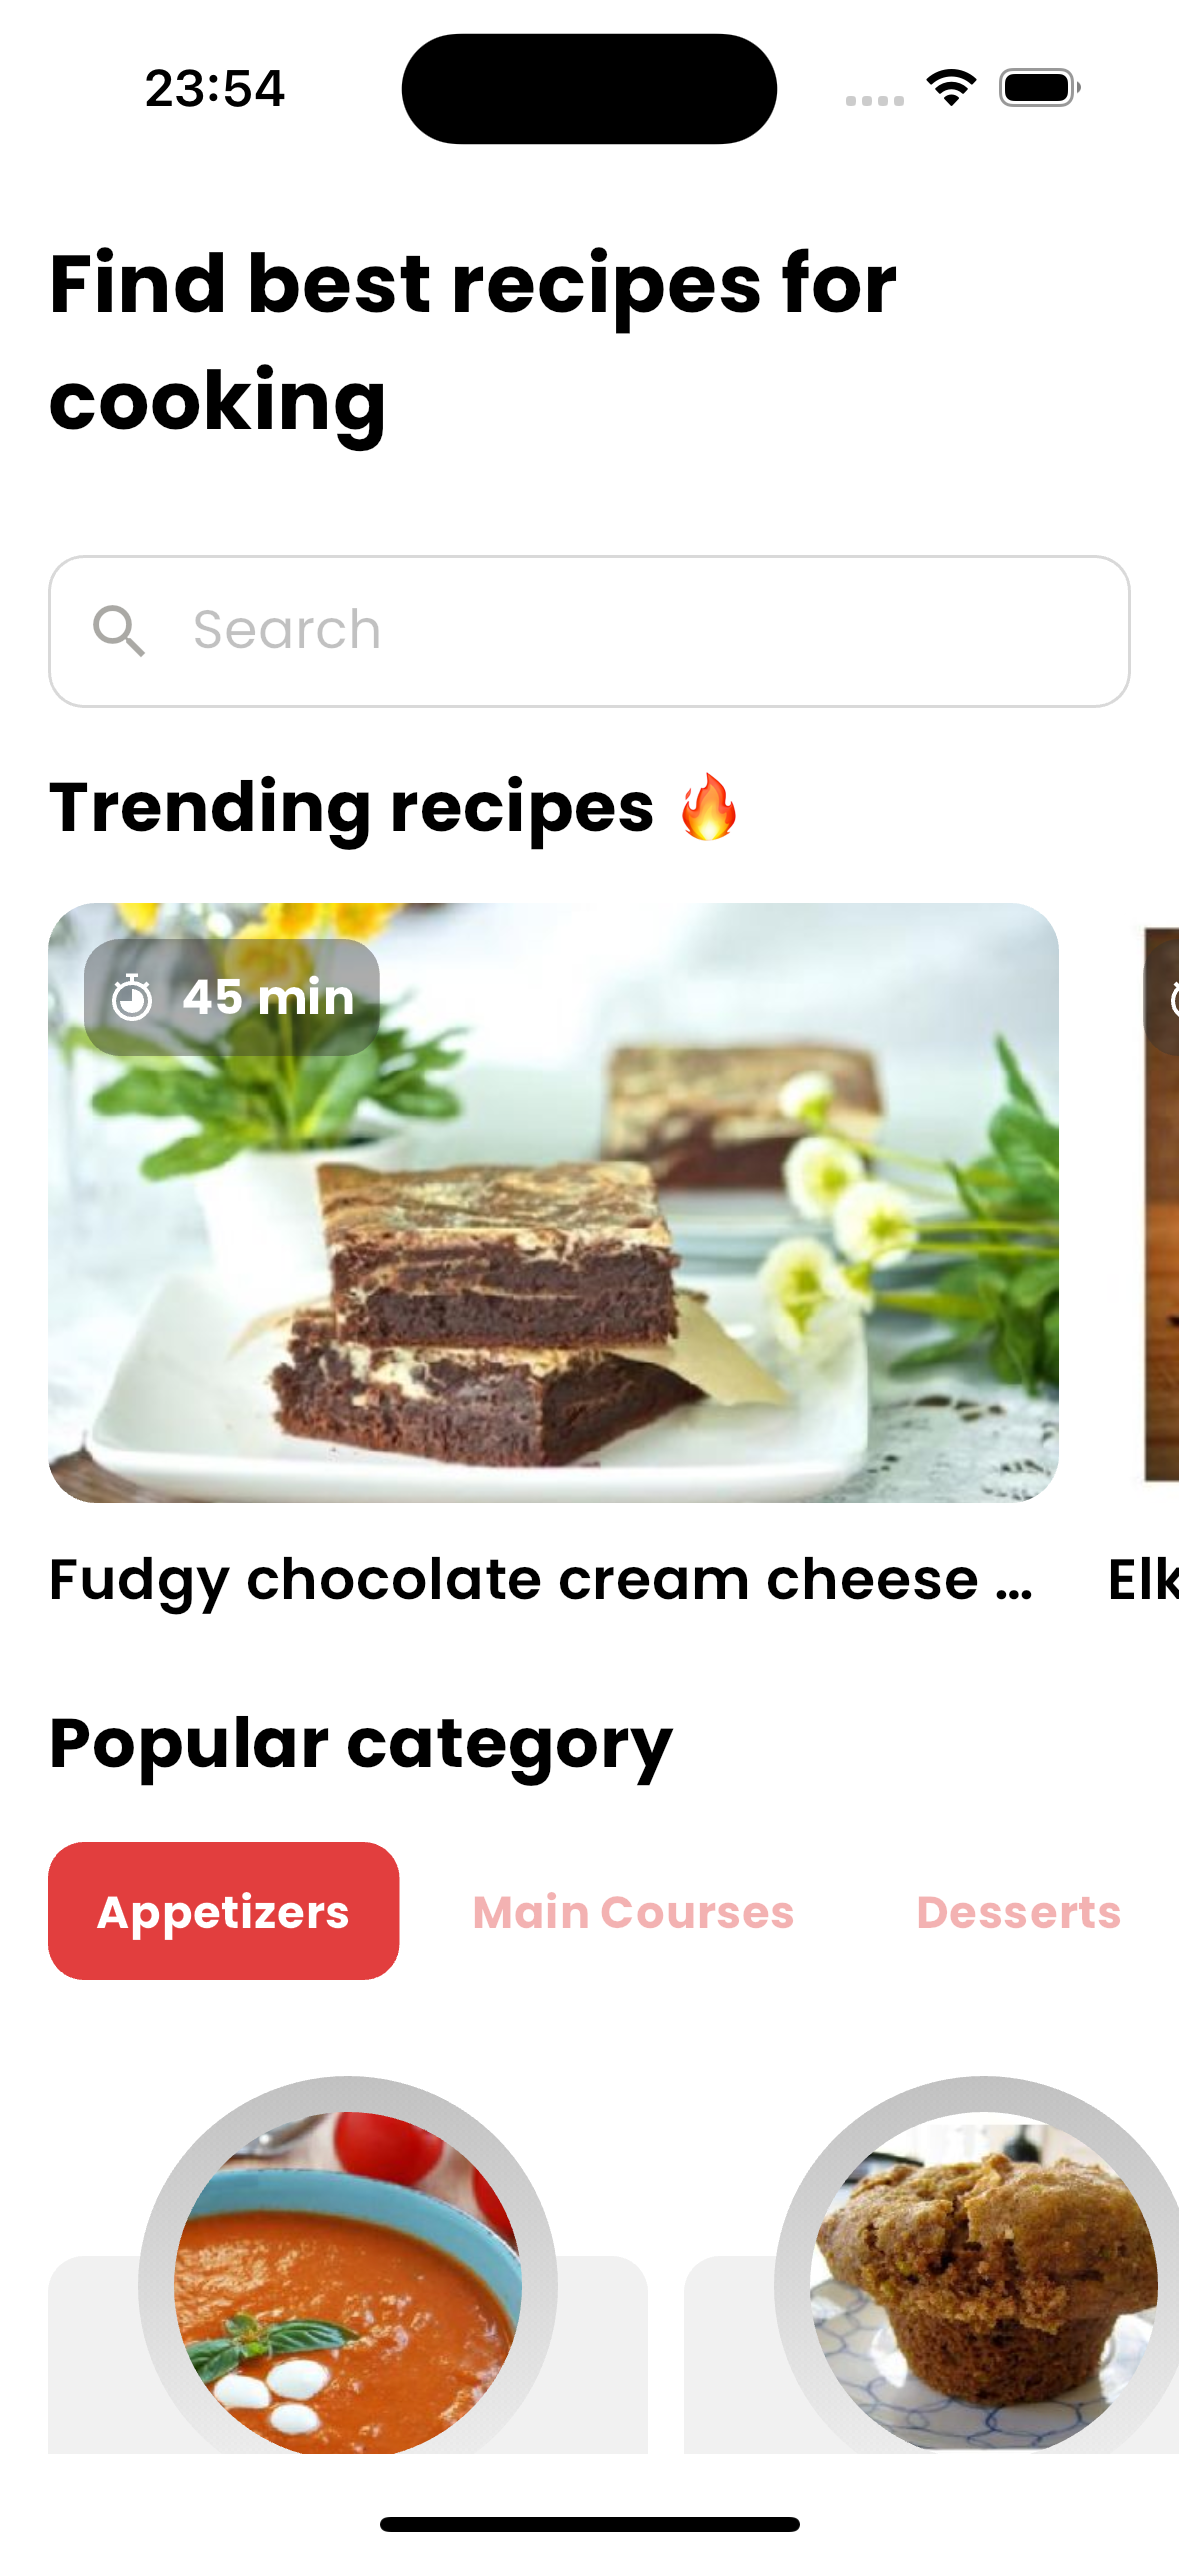 23:54
Find best recipes for
cooking
Search
Trending recipes 🔥
45 min
Fudgy chocolate cream cheese ...
Elk
Popular category
Appetizers
Main Courses
Desserts